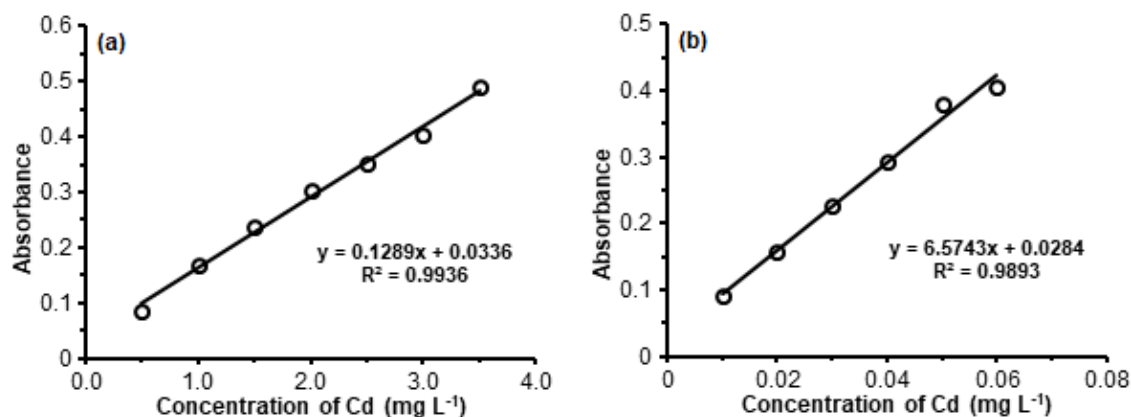 (a)
Absorbance
0.6
0.5
0.4
0.3
0.2
0.1
0
0.0 1.0 2.0 3.0 4.0
Concentration of Cd (mg L⁻¹)
y = 0.1289x + 0.0336
R² = 0.9936
(b)
Absorbance
0.5
0.4
0.3
0.2
0.1
0
0 0.02 0.04 0.06 0.08
Concentration of Cd (mg L⁻¹)
y = 6.5743x + 0.0284
R² = 0.9893